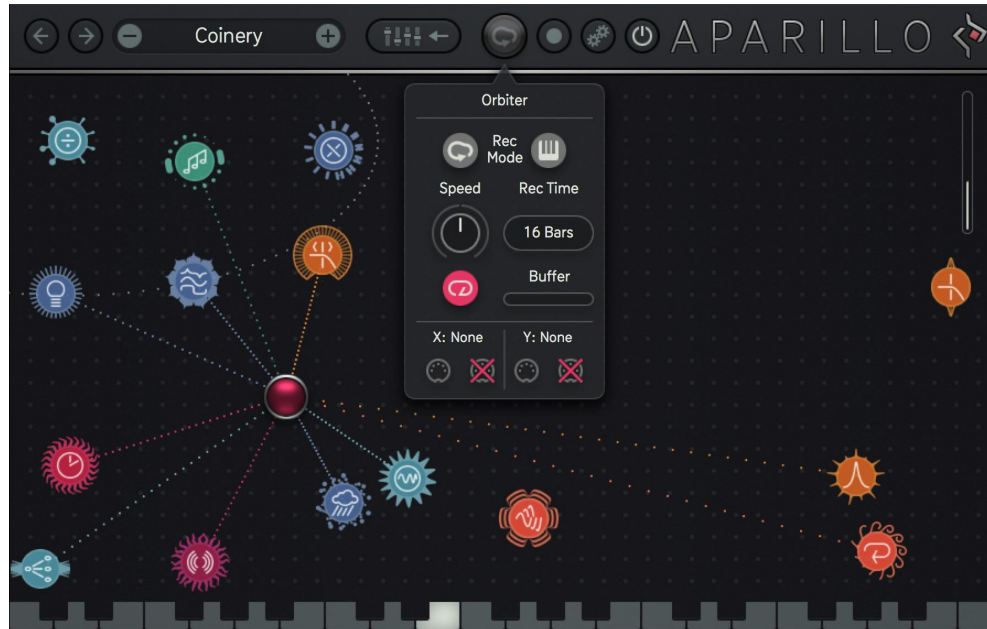 Coinery
APARILLO
Orbiter
Rec
Mode
Speed
Rec Time
16 Bars
Buffer
X: None
Y: None